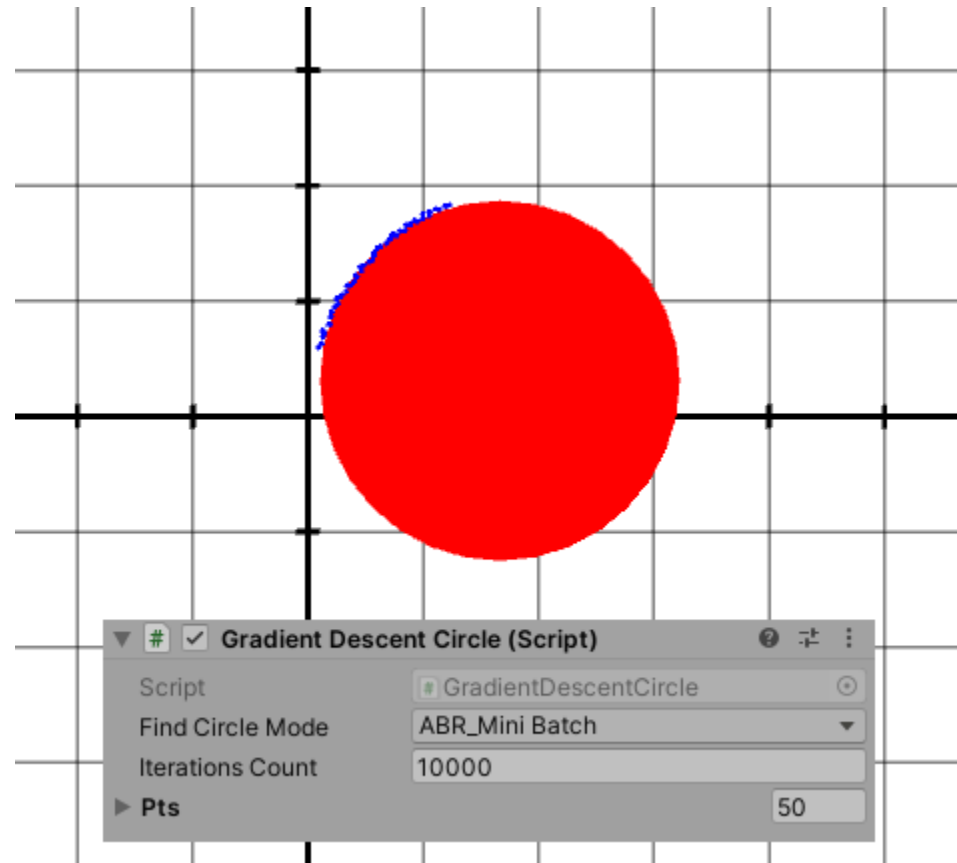 # Gradient Descent Circle (Script)
Script # GradientDescentCircle
Find Circle Mode ABR_Mini Batch
Iterations Count 10000
Pts 50